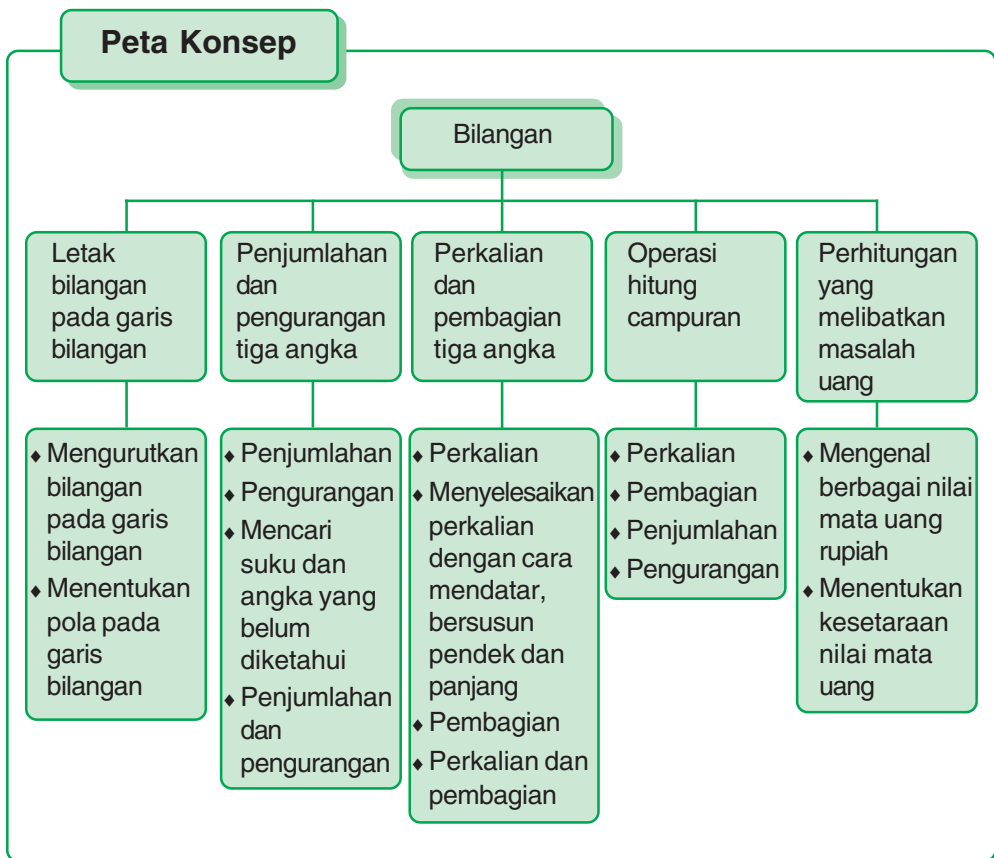 Peta Konsep
Bilangan
Letak
bilangan
pada garis
bilangan
Penjumlahan
dan
pengurangan
tiga angka
Perkalian
dan
pembagian
tiga angka
Operasi
hitung
campuran
Perhitungan
yang
melibatkan
masalah
uang
♦ Mengurutkan
bilangan
pada garis
bilangan
♦ Menentukan
pola pada
garis
bilangan
♦ Penjumlahan
♦ Pengurangan
♦ Mencari
suku dan
angka yang
belum
diketahui
♦ Penjumlahan
dan
pengurangan
♦ Perkalian
♦ Menyelesaikan
perkalian
dengan cara
mendatar,
bersusun
pendek dan
panjang
♦ Pembagian
♦ Perkalian dan
pembagian
♦ Perkalian
♦ Pembagian
♦ Penjumlahan
♦ Pengurangan
♦ Mengenal
berbagai nilai
mata uang
rupiah
♦ Menentukan
kesetaraan
nilai mata
uang